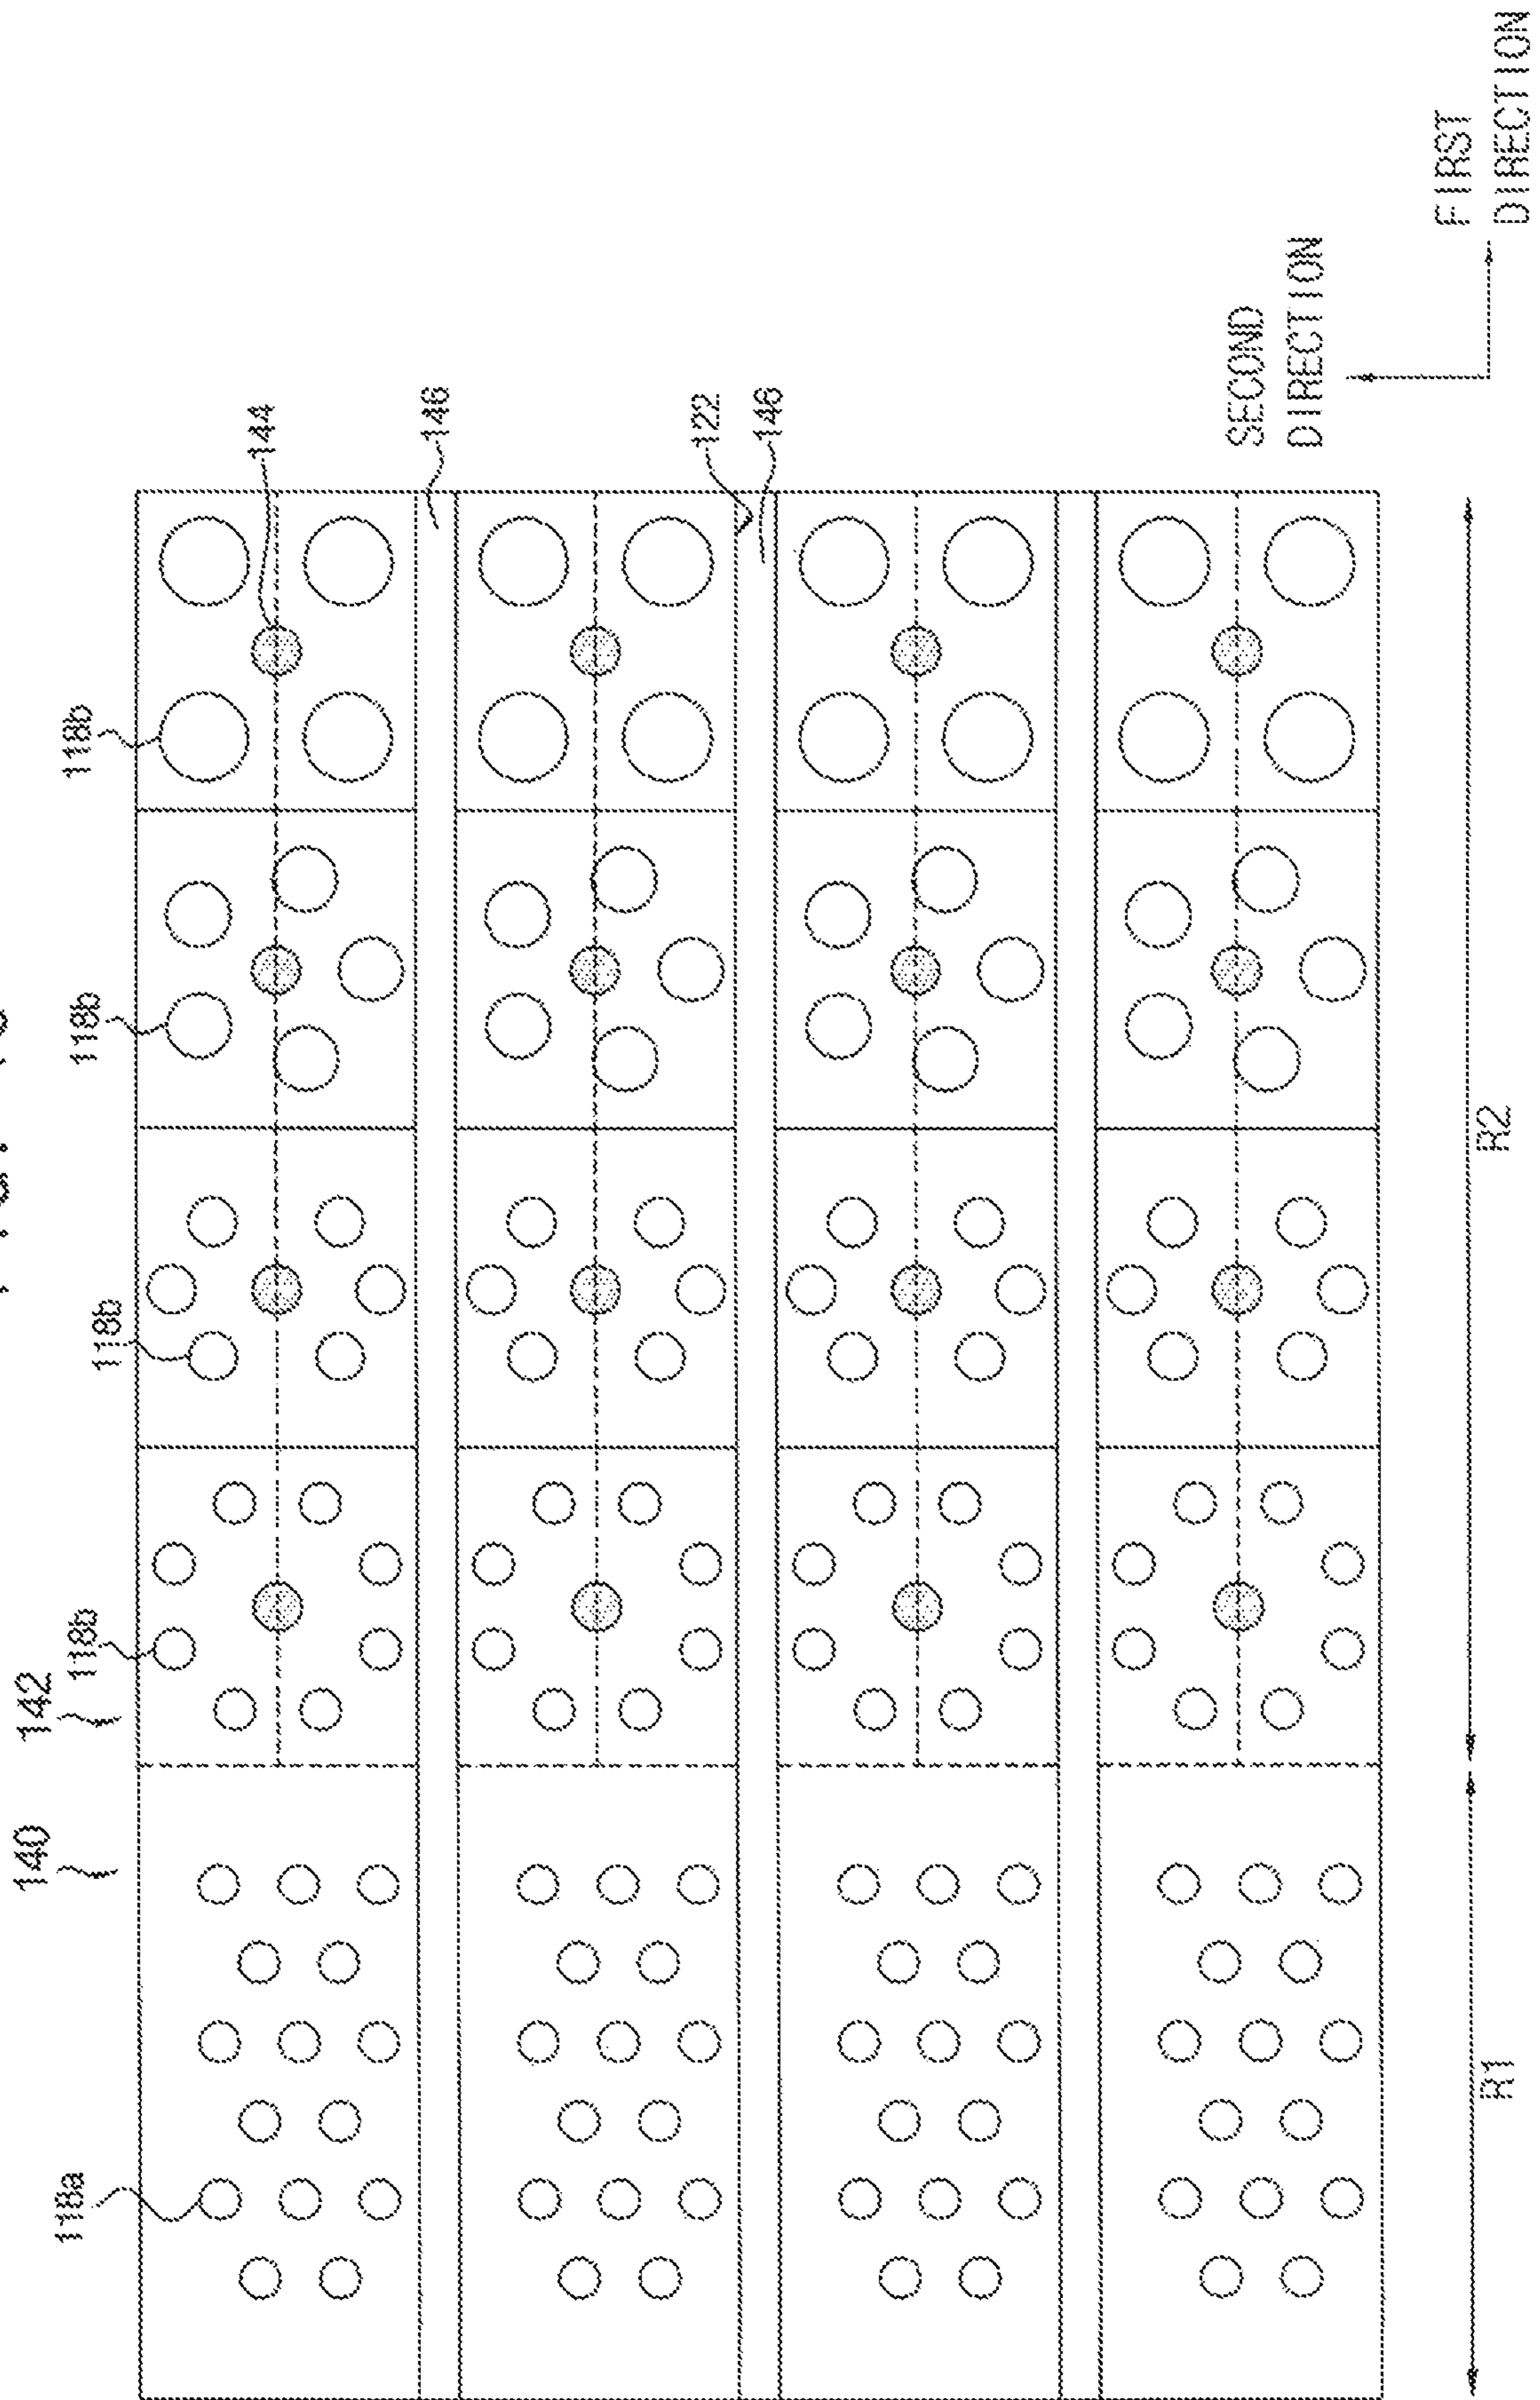 140
142
118a
118b
118b
118b
118b
144
146
122
146
SECOND
DIRECTION
FIRST
DIRECTION
R1
R2